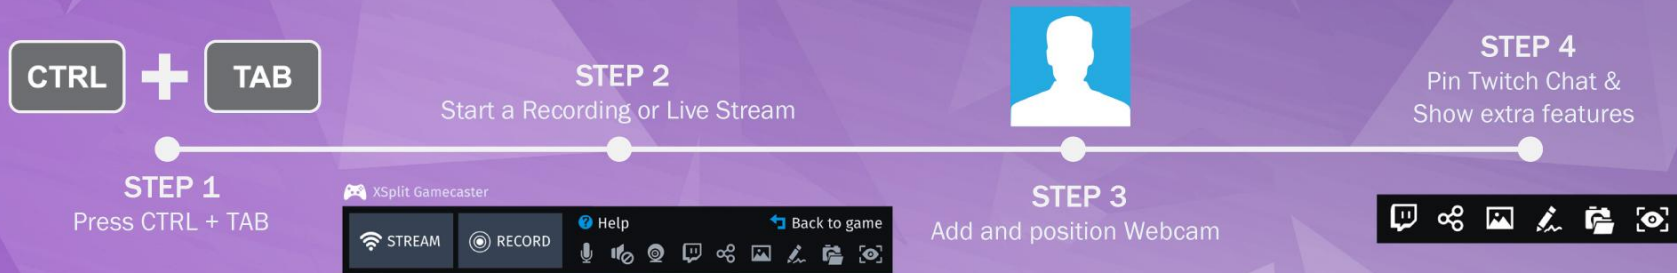 CTRL + TAB
STEP 1
Press CTRL + TAB
STEP 2
Start a Recording or Live Stream
XSplit Gamecaster
STREAM
RECORD
Help
Back to game
STEP 3
Add and position Webcam
STEP 4
Pin Twitch Chat &
Show extra features